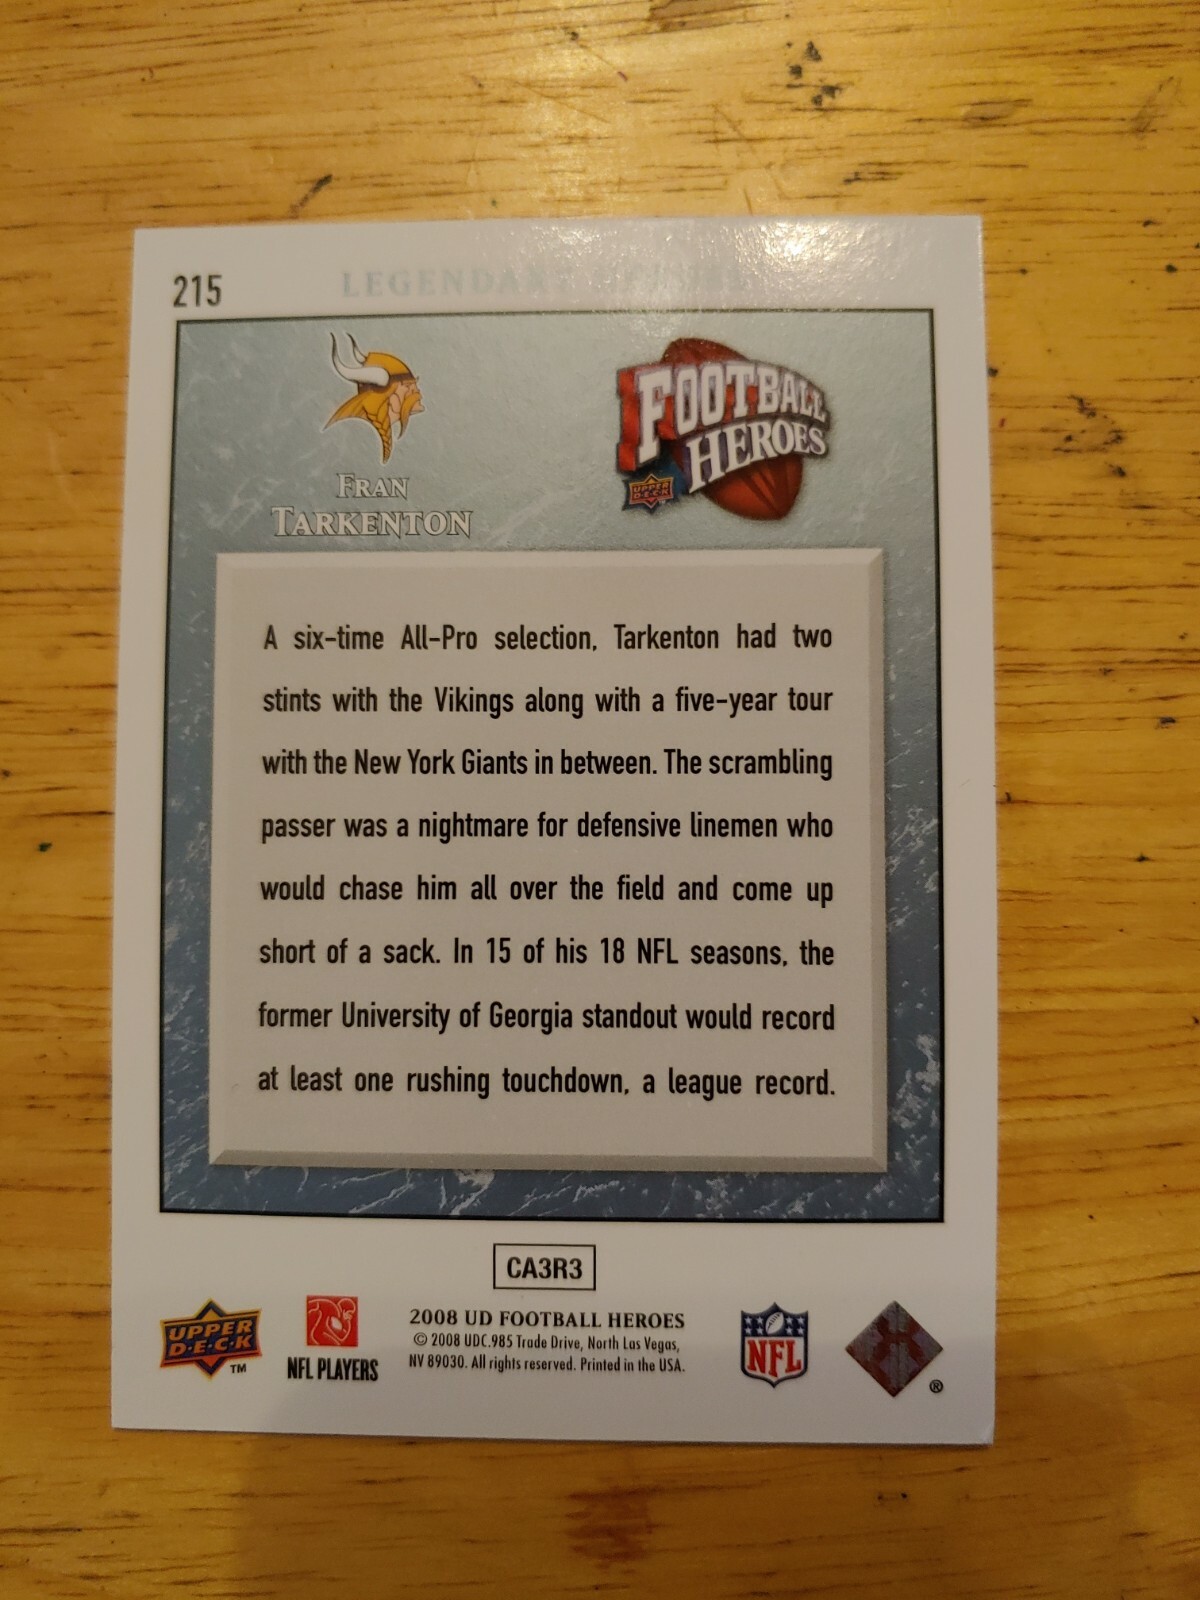 215
LEGENDARY HEROES
FRAN
TARKENTON
FOOTBALL
HEROES
UPPER
D·E·C·K
A six-time All-Pro selection, Tarkenton had two
stints with the Vikings along with a five-year tour
with the New York Giants in between. The scrambling
passer was a nightmare for defensive linemen who
would chase him all over the field and come up
short of a sack. In 15 of his 18 NFL seasons, the
former University of Georgia standout would record
at least one rushing touchdown, a league record.
CA3R3
UPPER
D·E·C·K
TM
NFL PLAYERS
2008 UD FOOTBALL HEROES
© 2008 UDC. 985 Trade Drive, North Las Vegas,
NV 89030. All rights reserved. Printed in the USA.
NFL
®